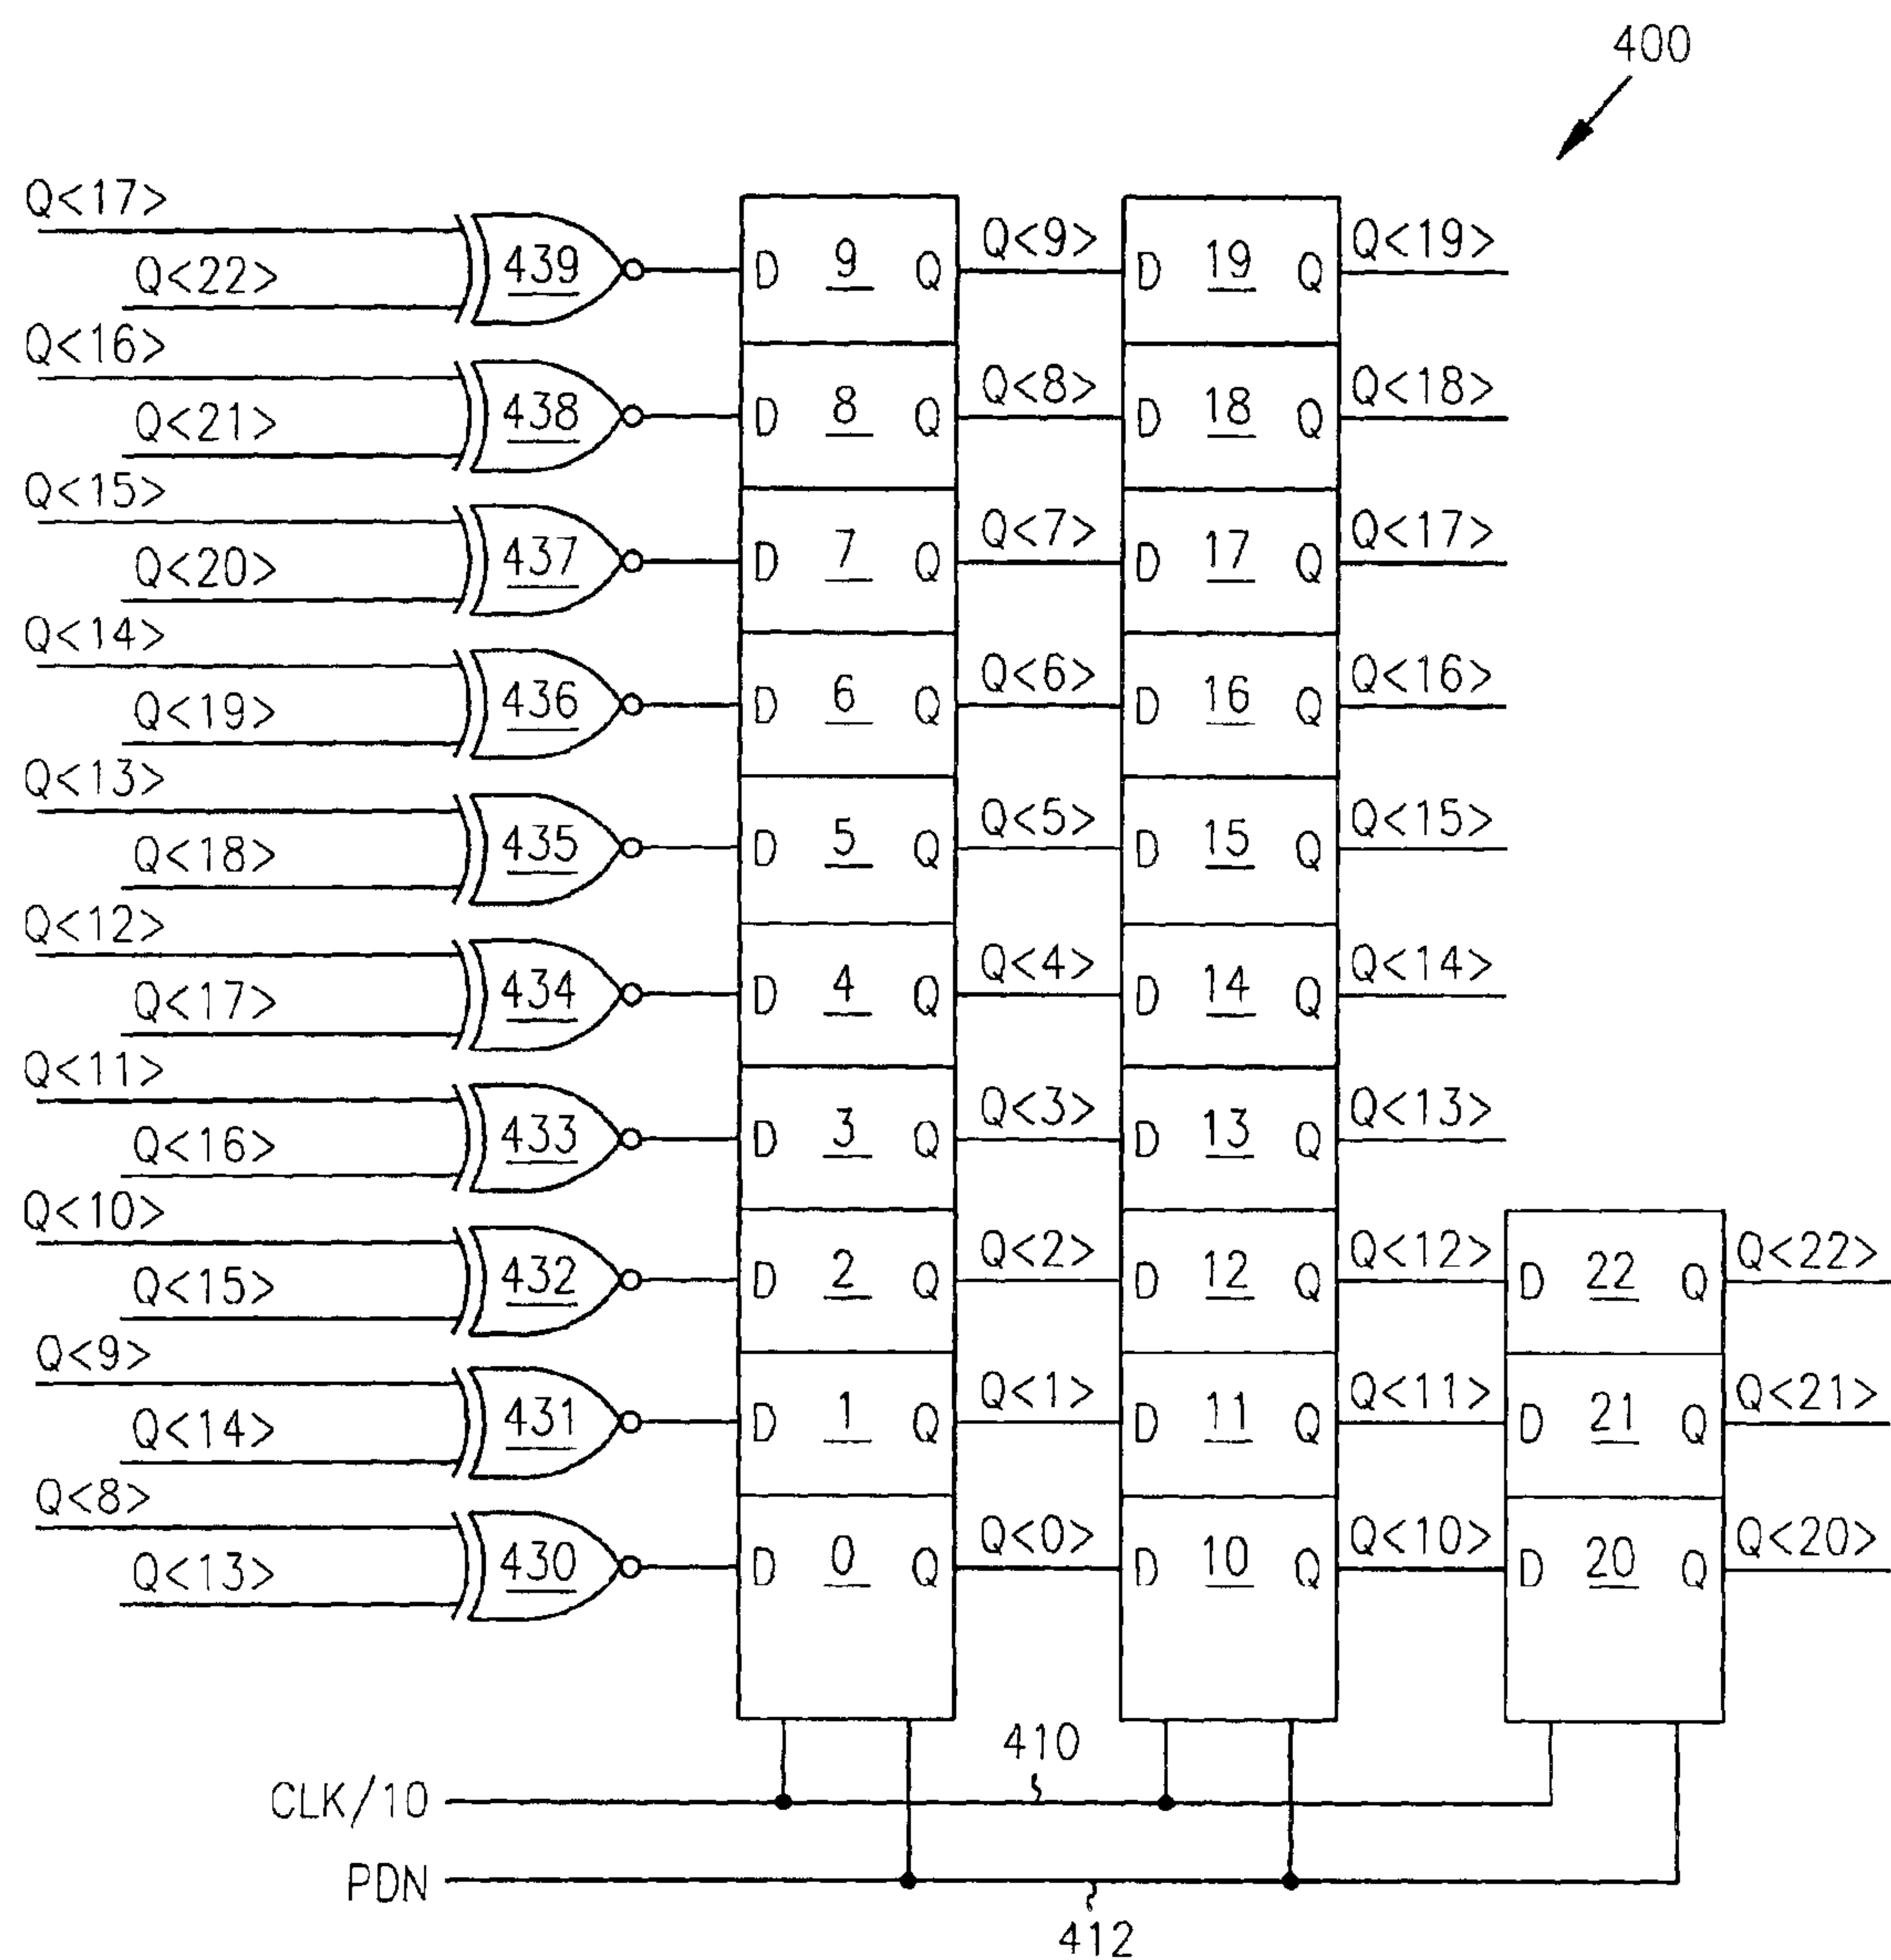 400
Q<17>
Q<22>
439
D 9 Q
Q<9>
D 19 Q
Q<19>
Q<16>
Q<21>
438
D 8 Q
Q<8>
D 18 Q
Q<18>
Q<15>
Q<20>
437
D 7 Q
Q<7>
D 17 Q
Q<17>
Q<14>
Q<19>
436
D 6 Q
Q<6>
D 16 Q
Q<16>
Q<13>
Q<18>
435
D 5 Q
Q<5>
D 15 Q
Q<15>
Q<12>
Q<17>
434
D 4 Q
Q<4>
D 14 Q
Q<14>
Q<11>
Q<16>
433
D 3 Q
Q<3>
D 13 Q
Q<13>
Q<10>
Q<15>
432
D 2 Q
Q<2>
D 12 Q
Q<12>
D 22 Q
Q<22>
Q<9>
Q<14>
431
D 1 Q
Q<1>
D 11 Q
Q<11>
D 21 Q
Q<21>
Q<8>
Q<13>
430
D 0 Q
Q<0>
D 10 Q
Q<10>
D 20 Q
Q<20>
410
CLK/10
PDN
412